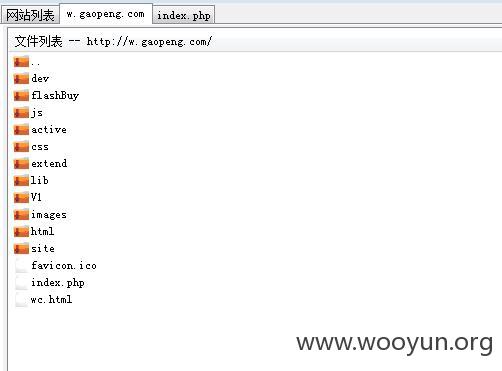 网站列表 w.gaopeng.com index.php
文件列表 -- http://w.gaopeng.com/
..
dev
flashBuy
js
active
css
extend
lib
V1
images
html
site
favicon.ico
index.php
wc.html
www.wooyun.org